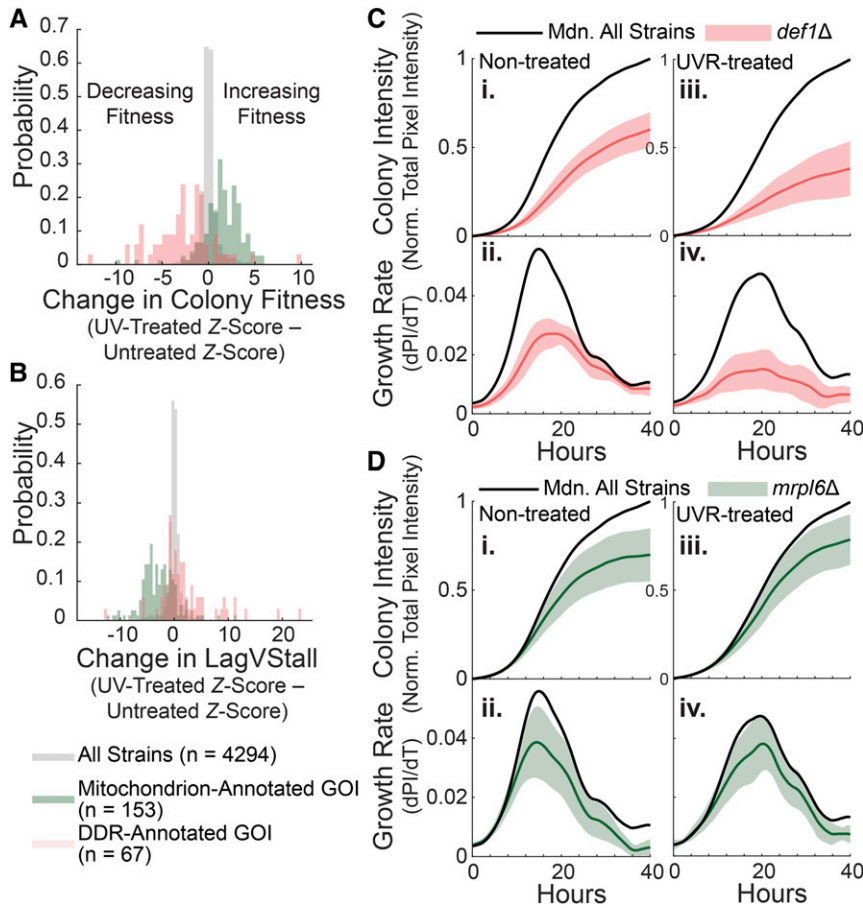 A
0.7
0.6
0.5
0.4
0.3
0.2
0.1
0
Probability
Decreasing Fitness
Increasing Fitness
-10 -5 0 5 10
Change in Colony Fitness
(UV-Treated Z-Score –
Untreated Z-Score)
B
0.6
0.5
0.4
0.3
0.2
0.1
0
Probability
-10 0 10 20
Change in LagVStall
(UV-Treated Z-Score –
Untreated Z-Score)
All Strains (n = 4294)
Mitochondrion-Annotated GOI
(n = 153)
DDR-Annotated GOI
(n = 67)
C
Mdn. All Strains def1Δ
Non-treated
i.
UVR-treated
iii.
Colony Intensity
(Norm. Total Pixel Intensity)
1
0.5
0
1
0.5
0
ii.
iv.
Growth Rate
(dPI/dT)
0.04
0.02
0
0 20 40
0 20 40
Hours
Hours
D
Mdn. All Strains mrpl6Δ
Non-treated
i.
UVR-treated
iii.
Colony Intensity
(Norm. Total Pixel Intensity)
1
0.5
0
1
0.5
0
ii.
iv.
Growth Rate
(dPI/dT)
0.04
0.02
0
0 20 40
0 20 40
Hours
Hours